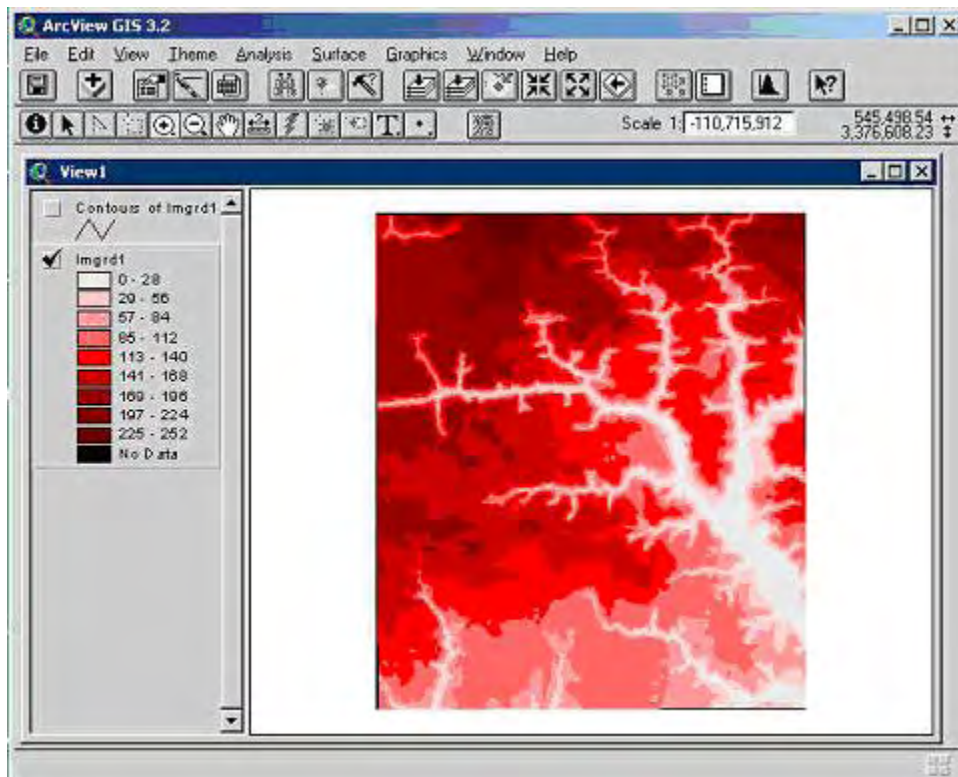 ArcView GIS 3.2
File Edit View Theme Analysis Surface Graphics Window Help
Scale 1: -110,715,912
545,498.54
3,376,608.23
View1
Contours of Imgrd1
Imgrd1
0 - 28
29 - 56
57 - 84
85 - 112
113 - 140
141 - 168
169 - 196
197 - 224
225 - 252
No Data